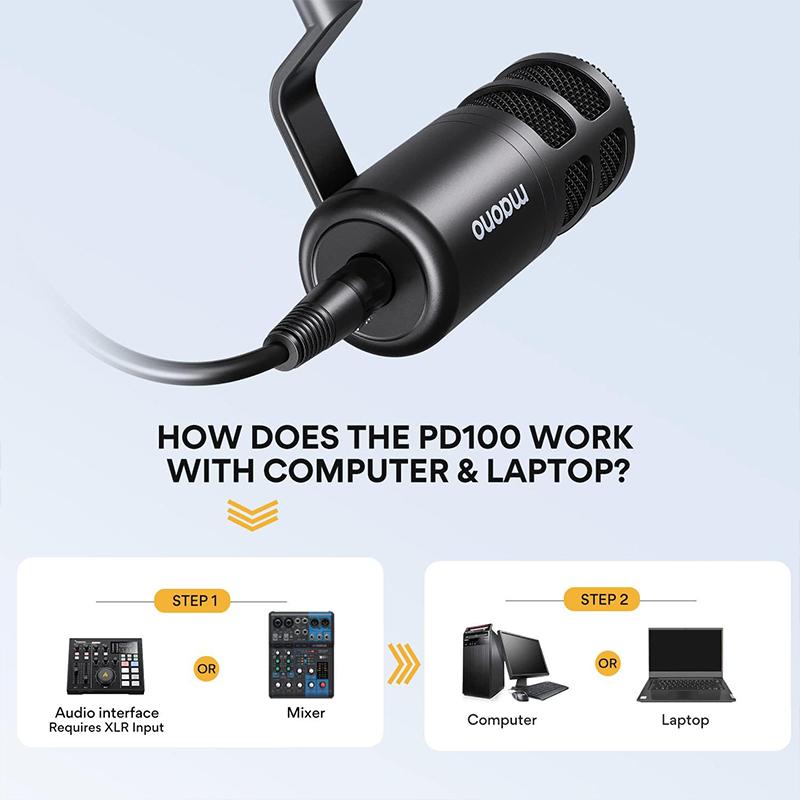 maono
HOW DOES THE PD100 WORK
WITH COMPUTER & LAPTOP?
STEP 1
OR
Audio interface
Requires XLR Input
Mixer
STEP 2
OR
Computer
Laptop